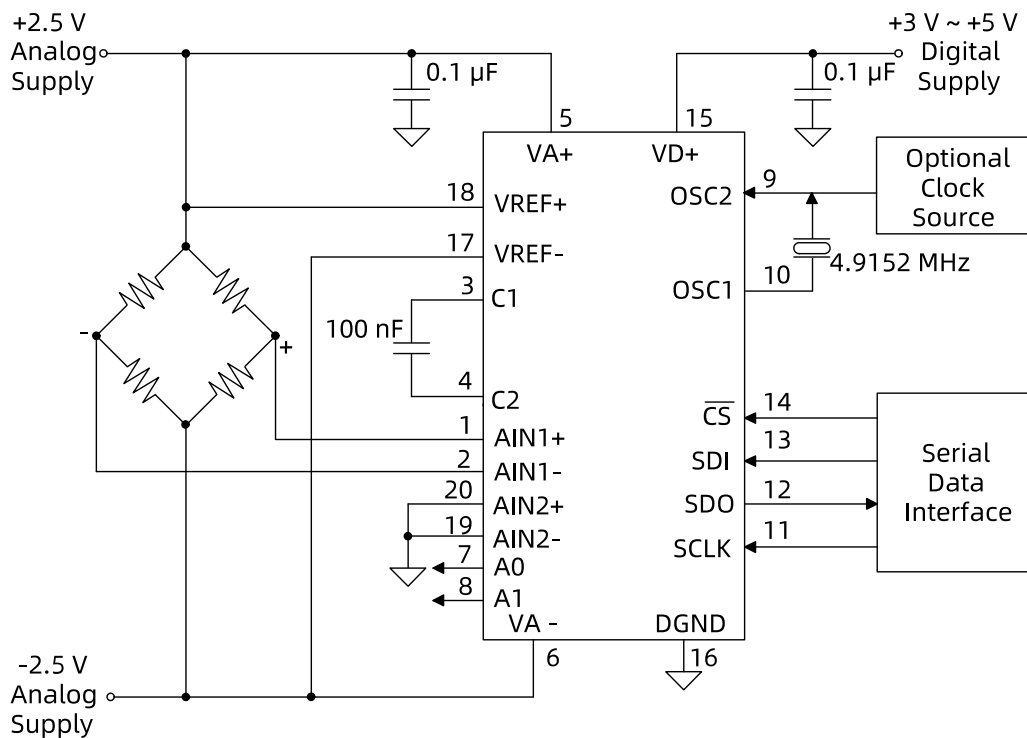 +2.5 V
Analog
Supply
0.1 µF
+3 V ~ +5 V
Digital
Supply
0.1 µF
5
15
VA+
VD+
Optional
Clock
Source
9
OSC2
18
VREF+
17
VREF-
4.9152 MHz
10
OSC1
3
C1
100 nF
-
+
4
C2
1
AIN1+
2
AIN1-
20
AIN2+
19
AIN2-
7
A0
8
A1
14
CS
13
SDI
12
SDO
11
SCLK
Serial
Data
Interface
VA -
DGND
6
16
-2.5 V
Analog
Supply